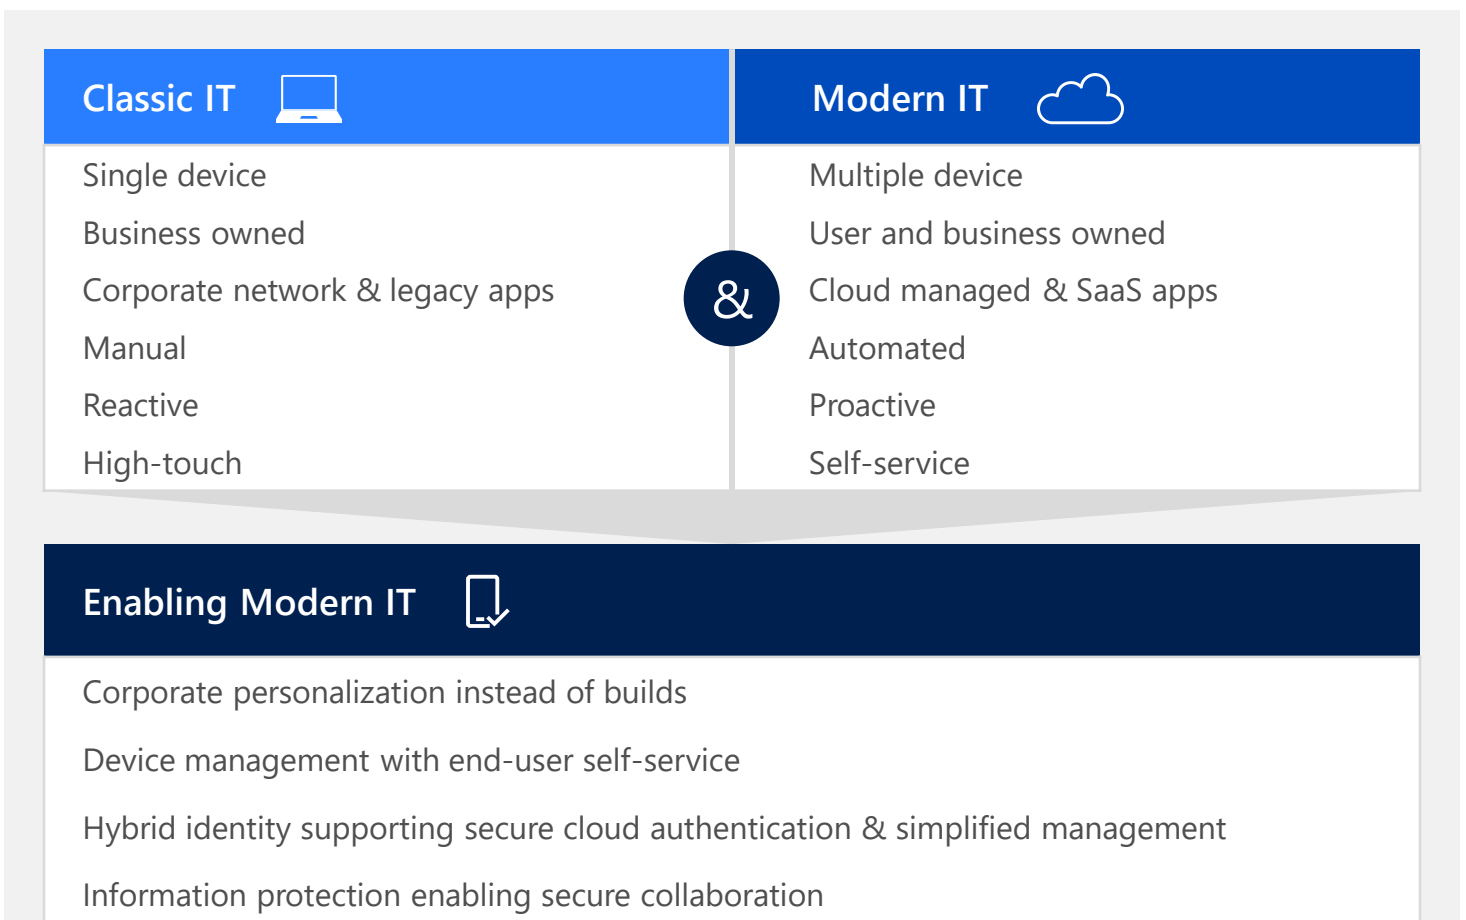 Classic IT
Single device
Business owned
Corporate network & legacy apps
Manual
Reactive
High-touch
&
Modern IT
Multiple device
User and business owned
Cloud managed & SaaS apps
Automated
Proactive
Self-service
Enabling Modern IT
Corporate personalization instead of builds
Device management with end-user self-service
Hybrid identity supporting secure cloud authentication & simplified management
Information protection enabling secure collaboration